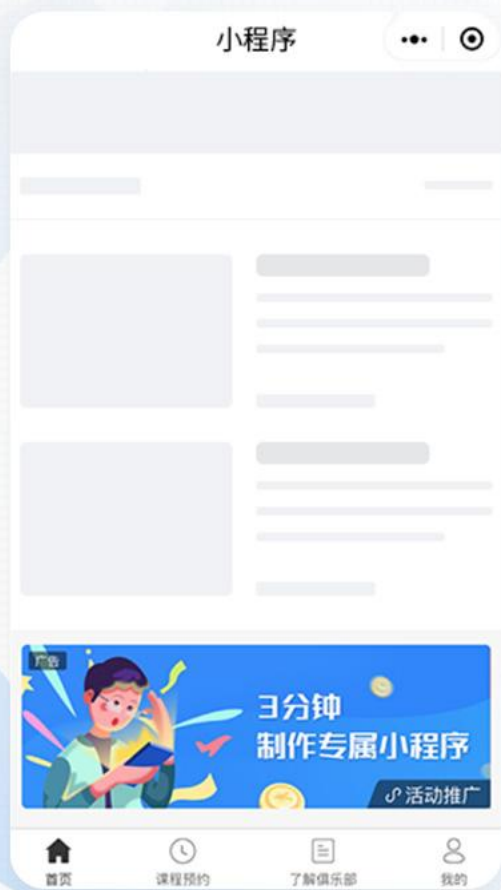 小程序
广告
3分钟
制作专属小程序
活动推广
首页
课程预约
了解俱乐部
我的